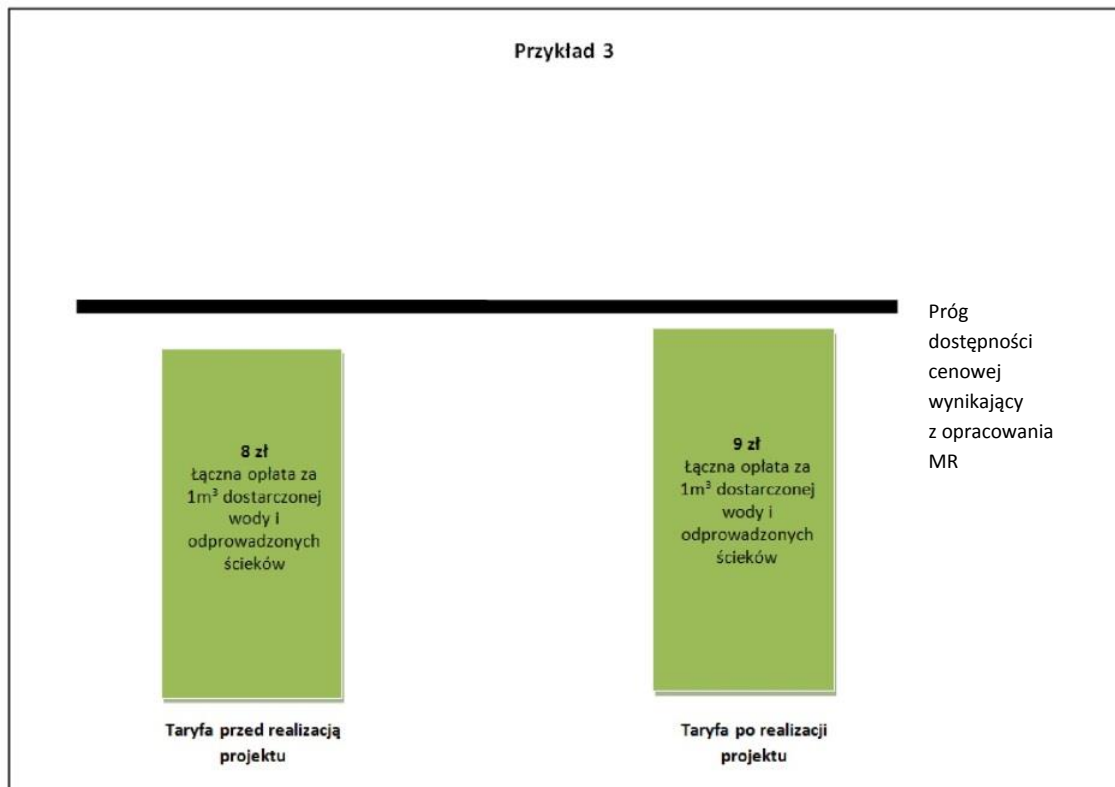 Przykład 3
Próg
dostępności
cenowej
wynikający
z opracowania
MR
8 zł
Łączna opłata za
1m³ dostarczonej
wody i
odprowadzonych
ścieków
9 zł
Łączna opłata za
1m³ dostarczonej
wody i
odprowadzonych
ścieków
Taryfa przed realizacją
projektu
Taryfa po realizacji
projektu